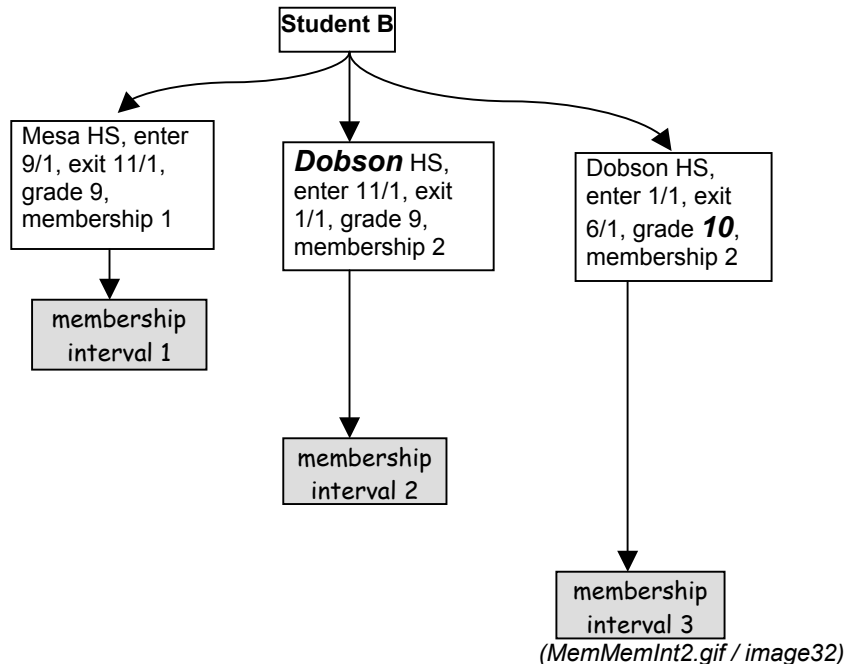 Student B
Mesa HS, enter
9/1, exit 11/1,
grade 9,
membership 1
Dobson HS,
enter 11/1, exit
1/1, grade 9,
membership 2
Dobson HS,
enter 1/1, exit
6/1, grade 10,
membership 2
membership
interval 1
membership
interval 2
membership
interval 3
(MemMemInt2.gif / image32)